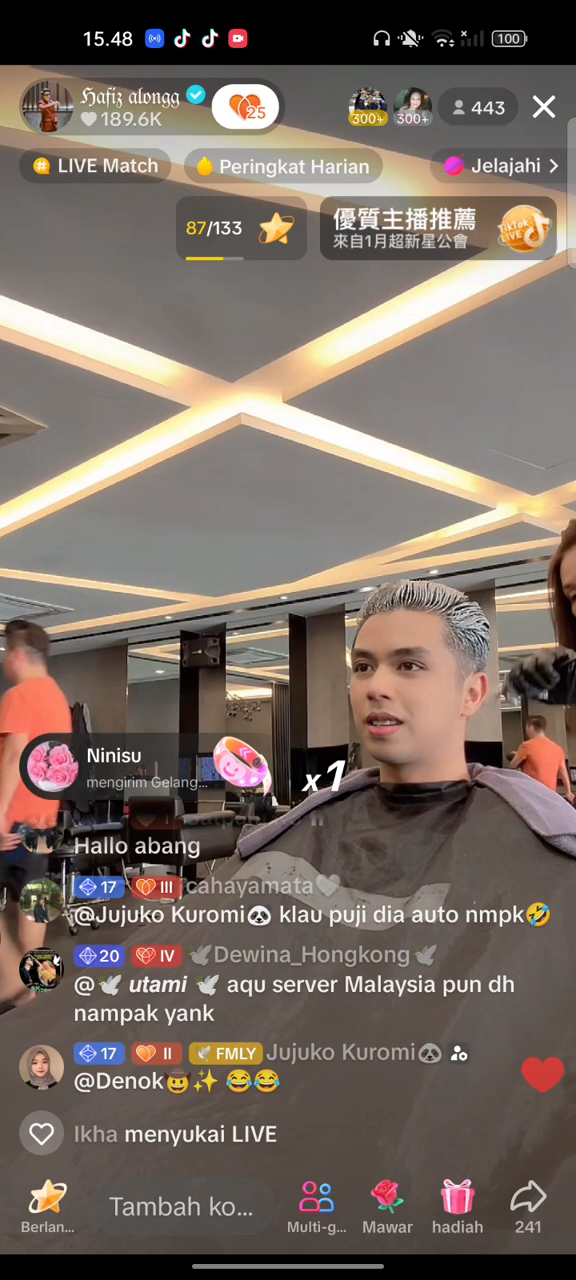 15.48
100
Hafiz alongg
189.6K
25
300+
300+
443
LIVE Match
Peringkat Harian
Jelajahi
87/133
優質主播推薦
來自1月超新星公會
TikTok LIVE
Ninisu
mengirim Gelang...
x1
Hallo abang
17 III cahayamata🤍
@Jujuko Kuromi🐼 klau puji dia auto nmpk🤣
20 IV 🕊️Dewina_Hongkong🕊️
@🕊️ utami 🕊️ aqu server Malaysia pun dh
nampak yank
17 II FMLY Jujuko Kuromi🐼
@Denok🤠✨ 😂😂
Ikha menyukai LIVE
Tambah ko...
Berlan...
Multi-g...
Mawar
hadiah
241